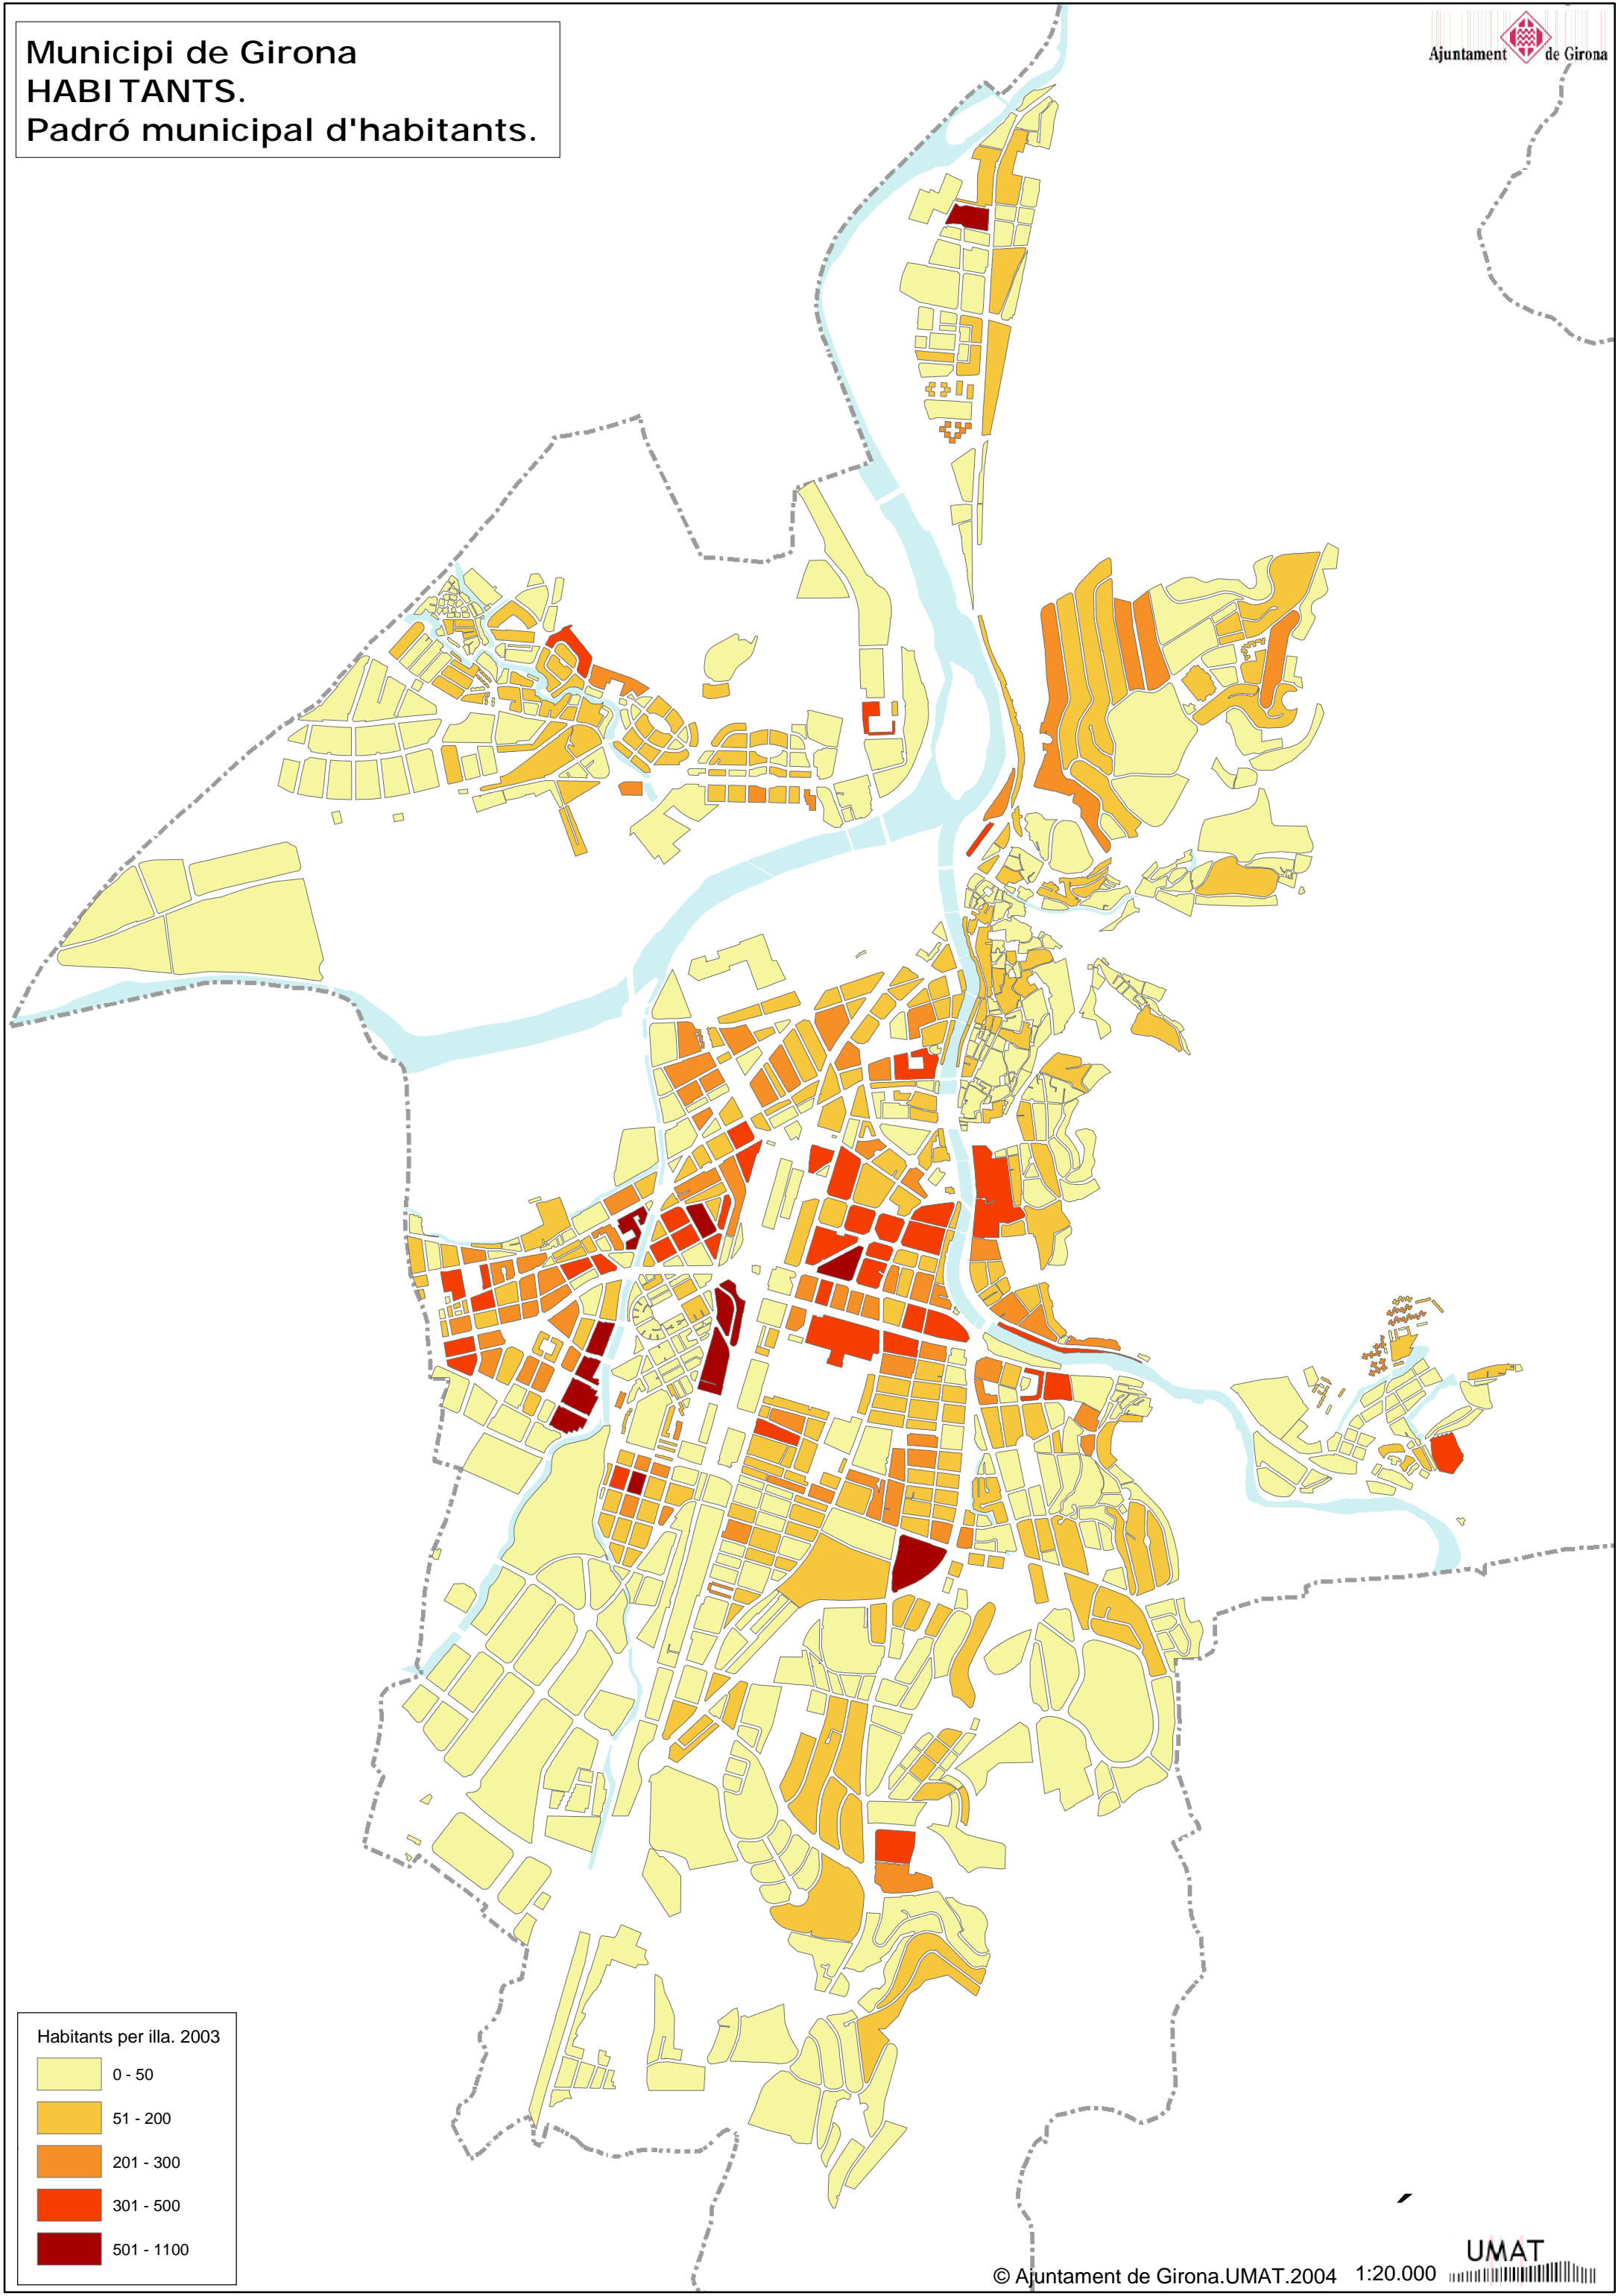 Municipi de Girona
HABITANTS.
Padró municipal d'habitants.
Ajuntament de Girona
Habitants per illa. 2003
0 - 50
51 - 200
201 - 300
301 - 500
501 - 1100
© Ajuntament de Girona.UMAT.2004 1:20.000
UMAT